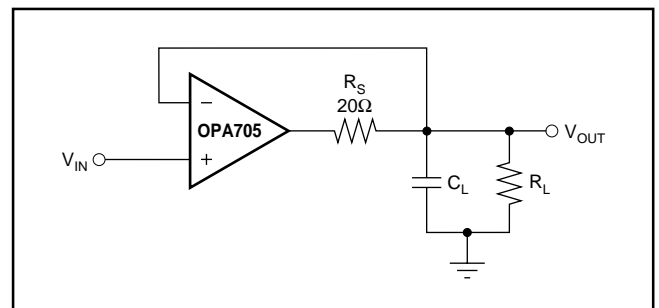 R_S
20Ω
−
OPA705
+
V_IN
V_OUT
C_L
R_L